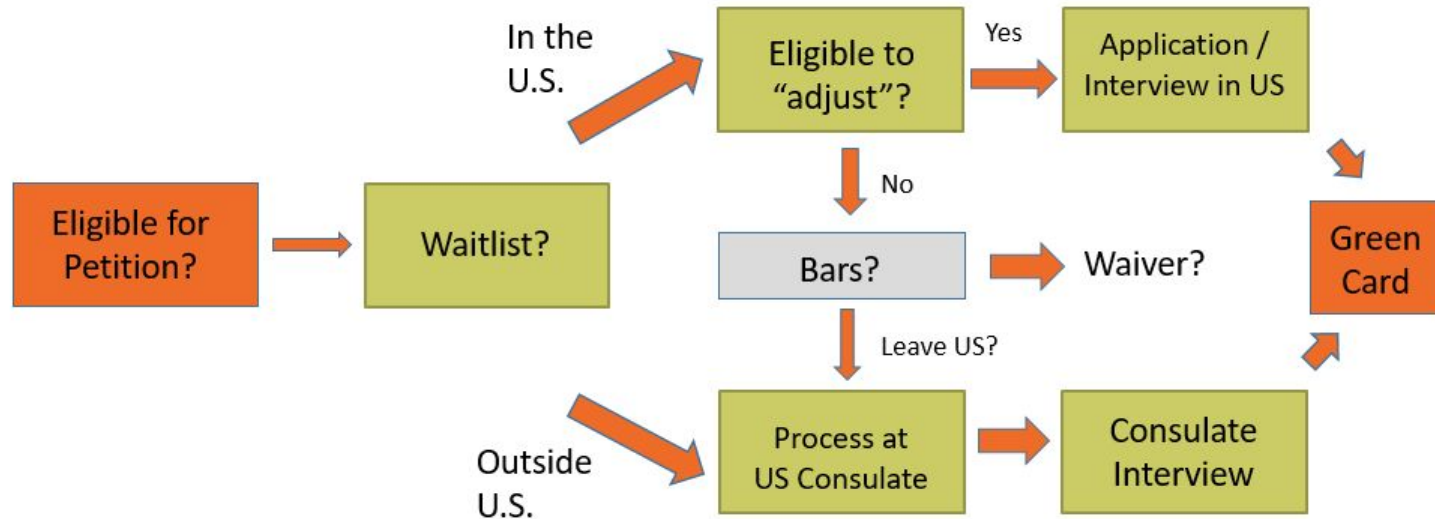 Eligible for
Petition?
Waitlist?
In the
U.S.
Eligible to
“adjust”?
Yes
Application /
Interview in US
No
Bars?
Waiver?
Leave US?
Outside
U.S.
Process at
US Consulate
Consulate
Interview
Green
Card